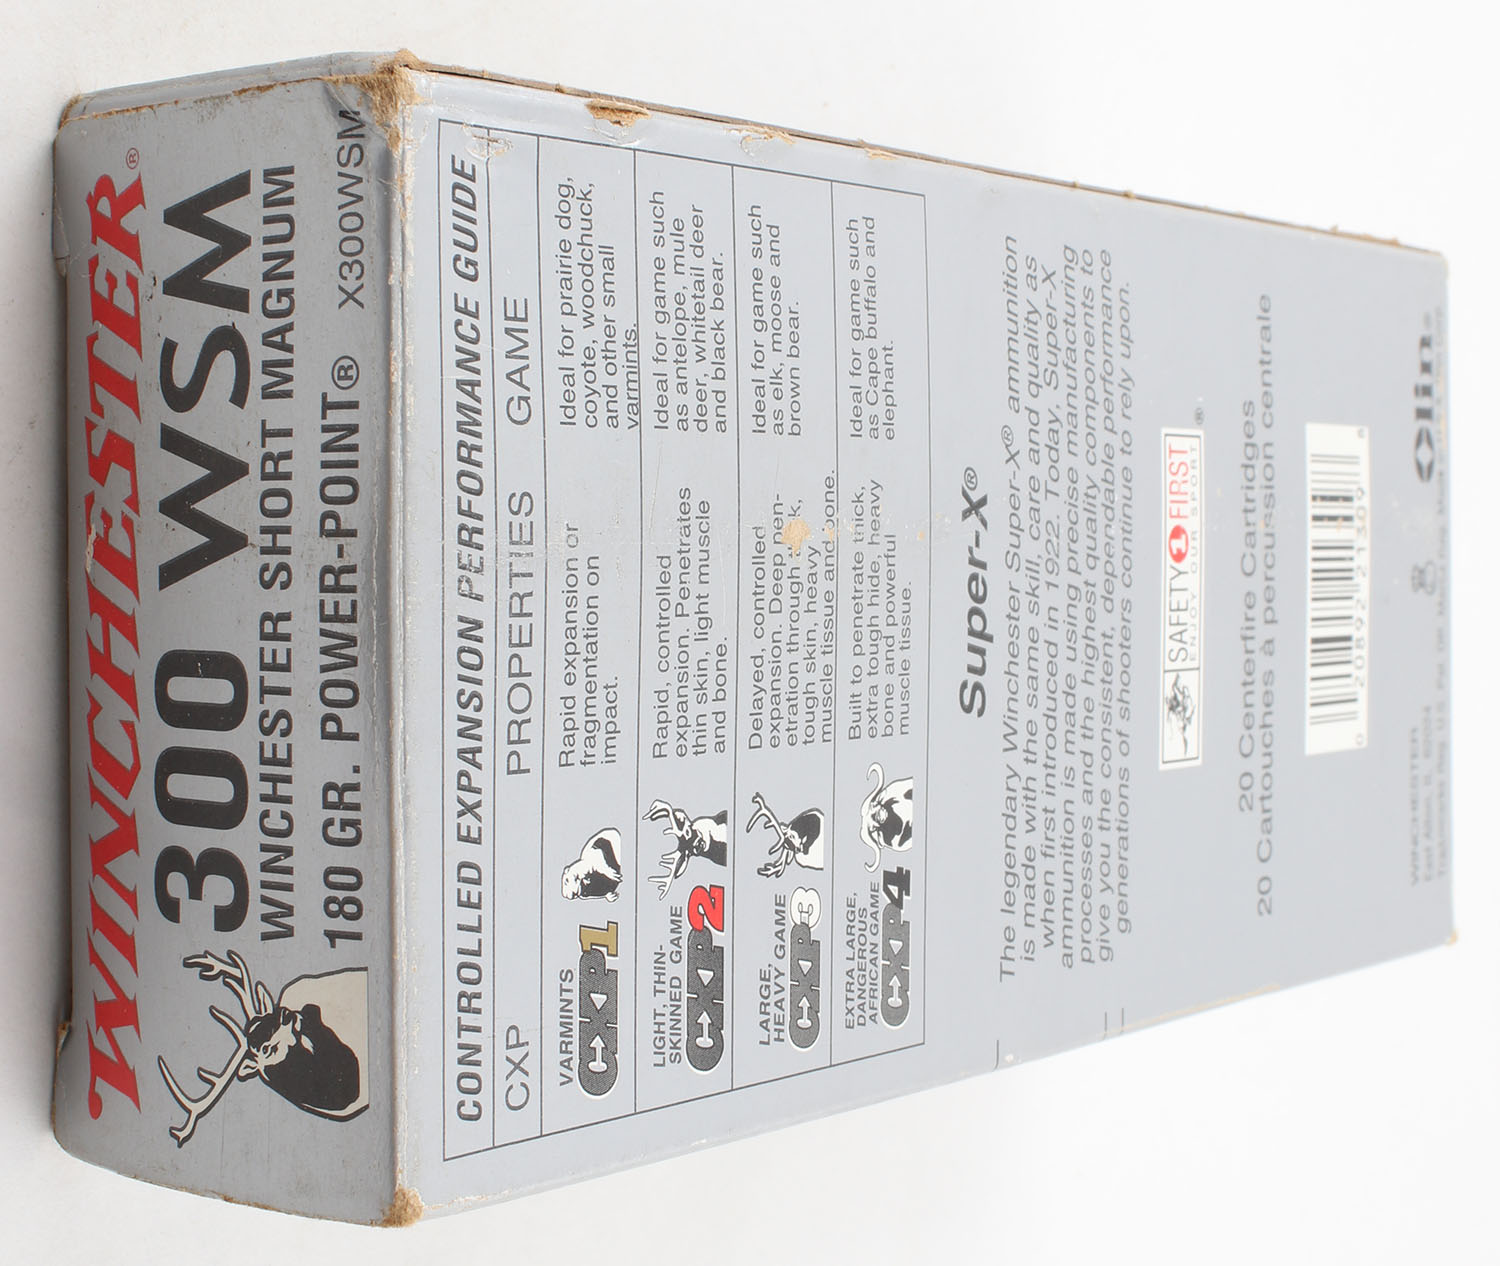 WINCHESTER®
300 WSM
WINCHESTER SHORT MAGNUM
180 GR. POWER-POINT® X300WSM
CONTROLLED EXPANSION PERFORMANCE GUIDE
CXP PROPERTIES GAME
VARMINTS
CXP1
Rapid expansion or
fragmentation on
impact.
Ideal for prairie dog,
coyote, woodchuck,
and other small
varmints.
LIGHT, THIN-
SKINNED GAME
CXP2
Rapid, controlled
expansion. Penetrates
thin skin, light muscle
and bone.
Ideal for game such
as antelope, mule
deer, whitetail deer
and black bear.
LARGE,
HEAVY GAME
CXP3
Delayed, controlled
expansion. Deep pen-
etration through
tough skin, heavy
muscle tissue and bone.
Ideal for game such
as elk, moose and
brown bear.
EXTRA LARGE,
DANGEROUS
AFRICAN GAME
CXP4
Built to penetrate thick,
extra tough hide, heavy
bone and powerful
muscle tissue.
Ideal for game such
as Cape buffalo and
elephant.
Super-X®
The legendary Winchester Super-X® ammunition
is made with the same skill, care and quality as
when first introduced in 1922. Today, Super-X
ammunition is made using precise manufacturing
processes and the highest quality components to
give you the consistent, dependable performance
generations of shooters continue to rely upon.
SAFETY 1 FIRST
ENJOY OUR SPORT ®
20 Centerfire Cartridges
20 Cartouches à percussion centrale
0 20892 21309 6
WINCHESTER
Olin®